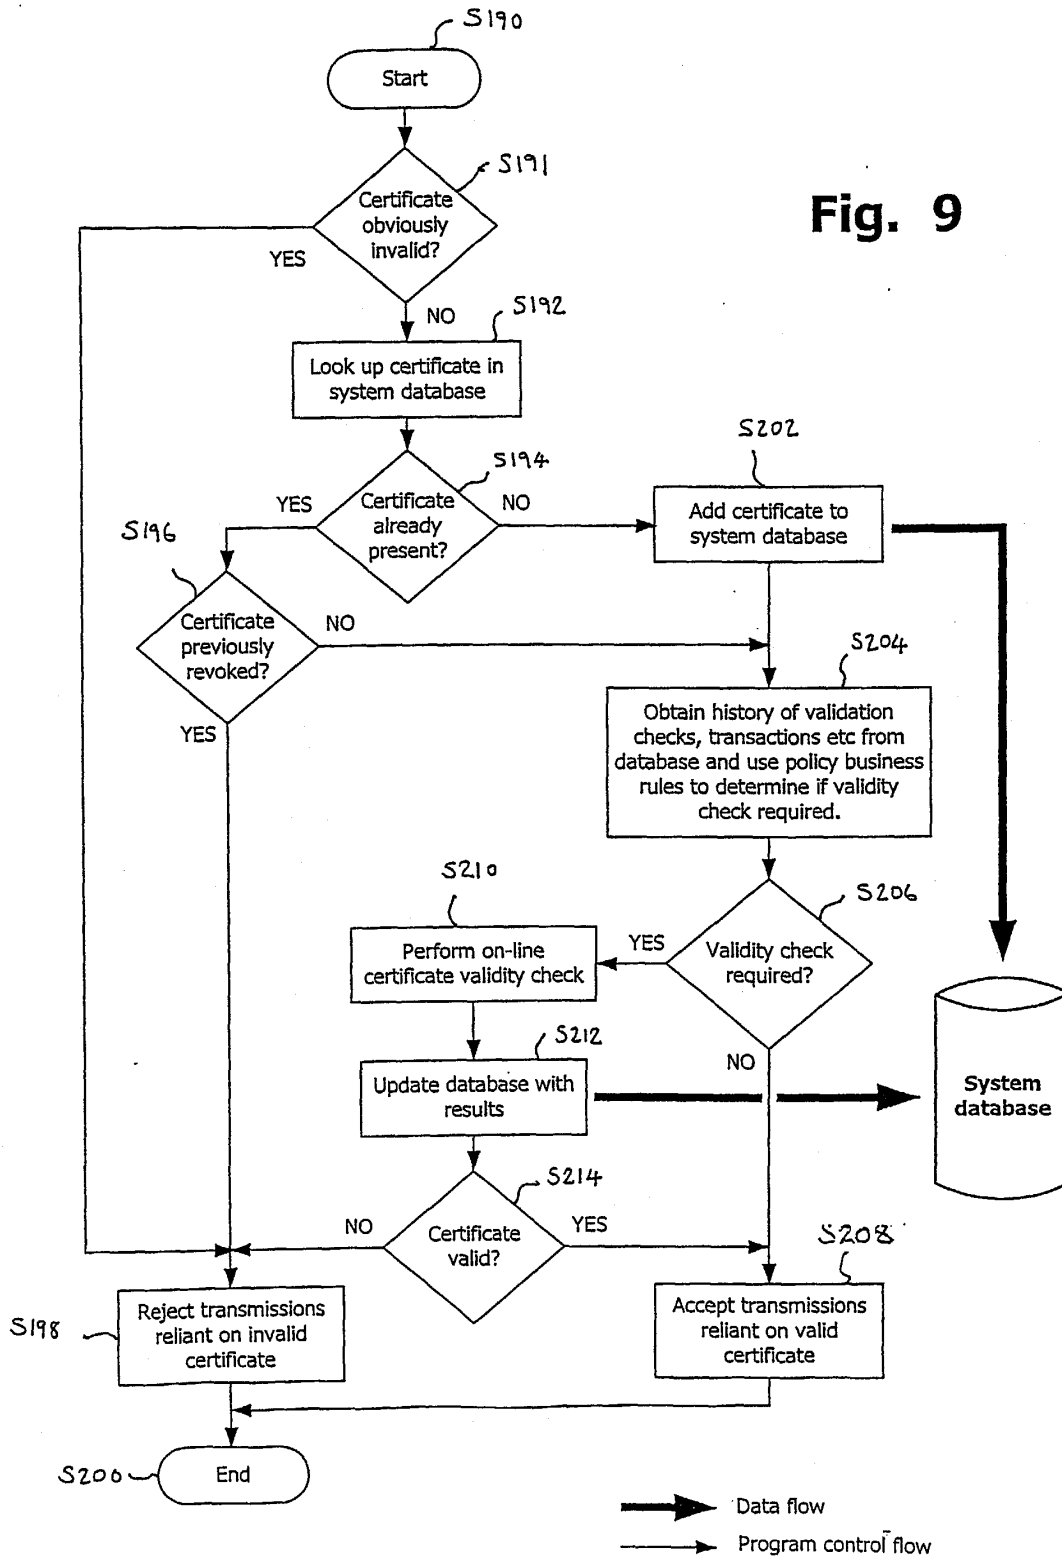 S190
Start
S191
Certificate
obviously
invalid?
Fig. 9
YES
NO
S192
Look up certificate in
system database
S194
Certificate
already
present?
YES
NO
S202
Add certificate to
system database
S196
Certificate
previously
revoked?
NO
YES
S204
Obtain history of validation
checks, transactions etc from
database and use policy business
rules to determine if validity
check required.
S206
Validity check
required?
YES
NO
S210
Perform on-line
certificate validity check
S212
Update database with
results
System
database
S214
Certificate
valid?
NO
YES
S208
Accept transmissions
reliant on valid
certificate
S198
Reject transmissions
reliant on invalid
certificate
S200
End
Data flow
Program control flow